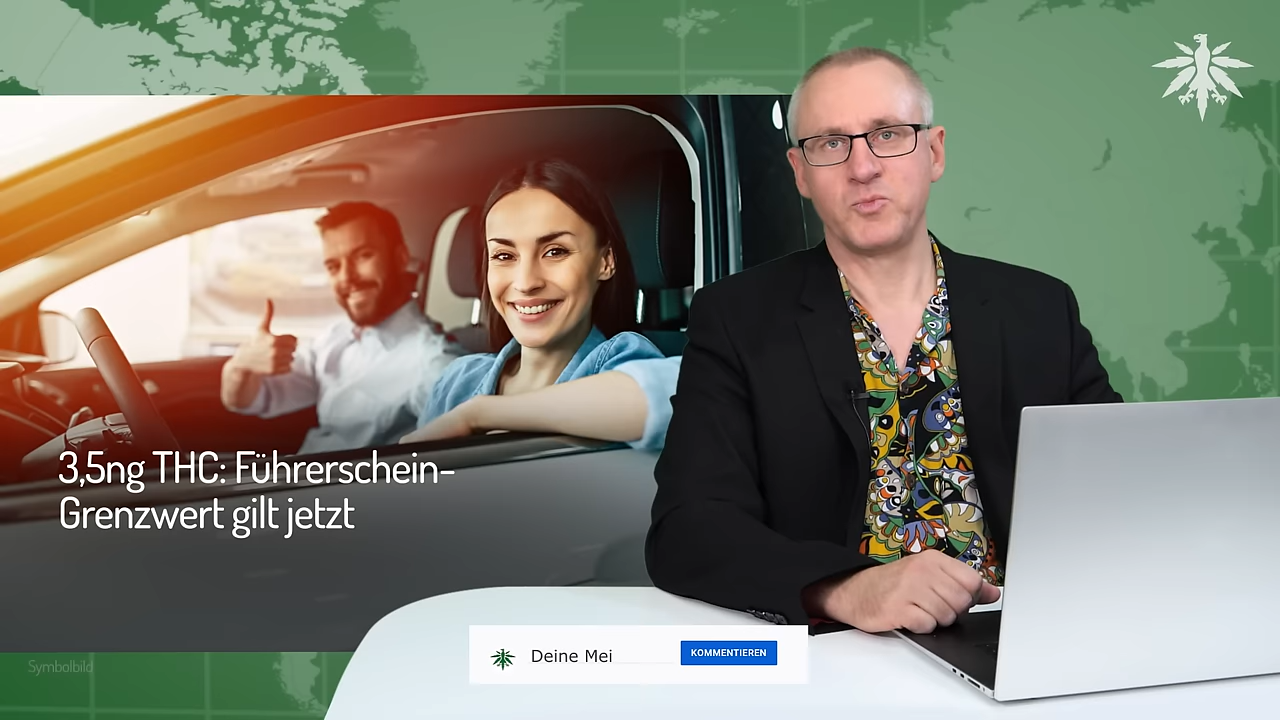 3,5ng THC: Führerschein-
Grenzwert gilt jetzt
Symbolbild
Deine Mei
KOMMENTIEREN